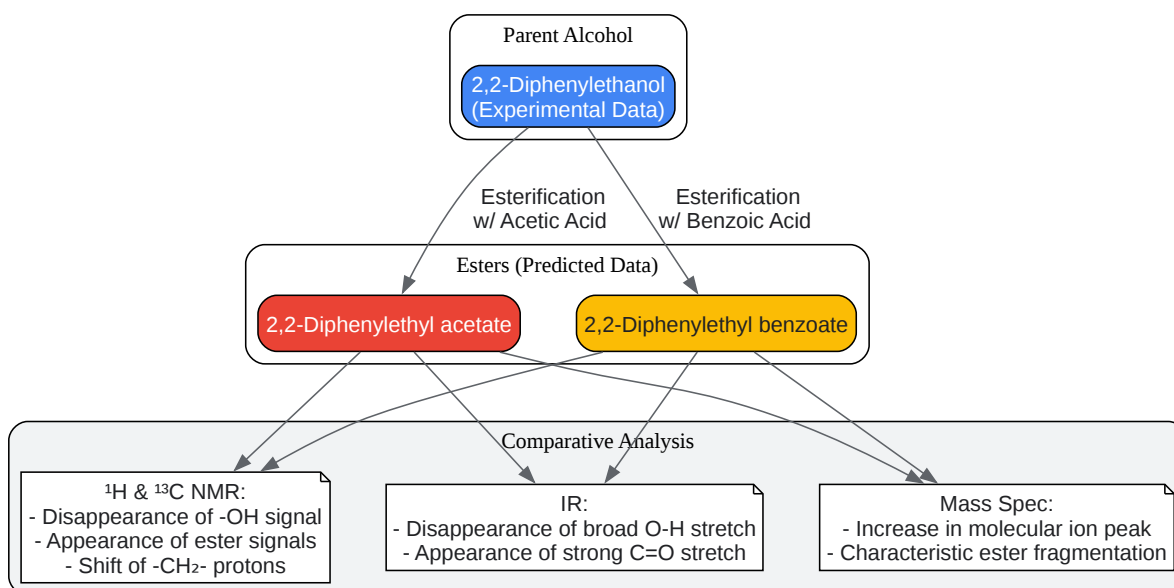 Parent Alcohol
2,2-Diphenylethanol
(Experimental Data)
Esterification
w/ Acetic Acid
Esterification
w/ Benzoic Acid
Esters (Predicted Data)
2,2-Diphenylethyl acetate
2,2-Diphenylethyl benzoate
Comparative Analysis
¹H & ¹³C NMR:
- Disappearance of -OH signal
- Appearance of ester signals
- Shift of -CH₂- protons
IR:
- Disappearance of broad O-H stretch
- Appearance of strong C=O stretch
Mass Spec:
- Increase in molecular ion peak
- Characteristic ester fragmentation